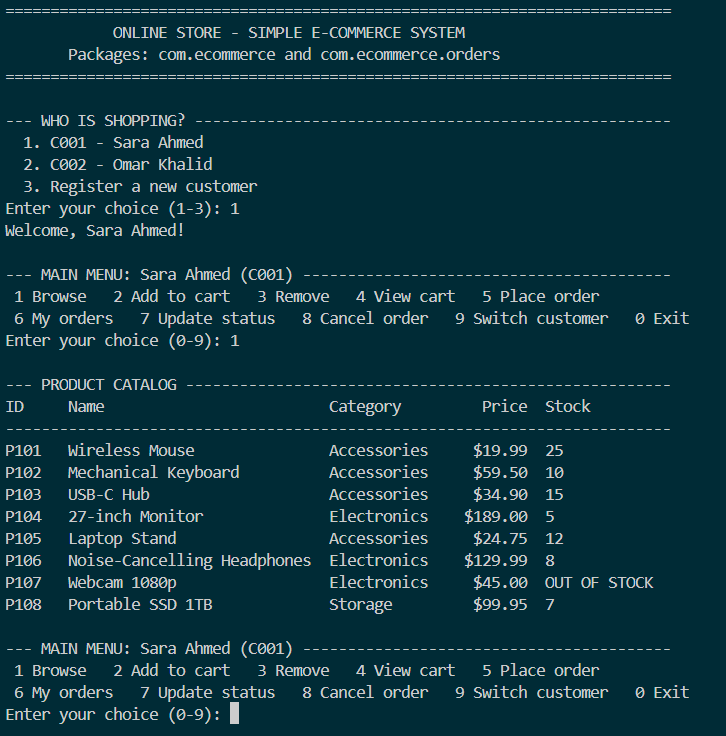 ==========================================================================
ONLINE STORE - SIMPLE E-COMMERCE SYSTEM
Packages: com.ecommerce and com.ecommerce.orders
==========================================================================
--- WHO IS SHOPPING? -----------------------------------------------------
1. C001 - Sara Ahmed
2. C002 - Omar Khalid
3. Register a new customer
Enter your choice (1-3): 1
Welcome, Sara Ahmed!
--- MAIN MENU: Sara Ahmed (C001) -----------------------------------------
1 Browse   2 Add to cart   3 Remove   4 View cart   5 Place order
6 My orders   7 Update status   8 Cancel order   9 Switch customer   0 Exit
Enter your choice (0-9): 1
--- PRODUCT CATALOG ------------------------------------------------------
ID     Name                         Category         Price  Stock
--------------------------------------------------------------------------
P101   Wireless Mouse               Accessories     $19.99  25
P102   Mechanical Keyboard          Accessories     $59.50  10
P103   USB-C Hub                    Accessories     $34.90  15
P104   27-inch Monitor              Electronics    $189.00  5
P105   Laptop Stand                 Accessories     $24.75  12
P106   Noise-Cancelling Headphones  Electronics    $129.99  8
P107   Webcam 1080p                 Electronics     $45.00  OUT OF STOCK
P108   Portable SSD 1TB             Storage         $99.95  7
--- MAIN MENU: Sara Ahmed (C001) -----------------------------------------
1 Browse   2 Add to cart   3 Remove   4 View cart   5 Place order
6 My orders   7 Update status   8 Cancel order   9 Switch customer   0 Exit
Enter your choice (0-9):